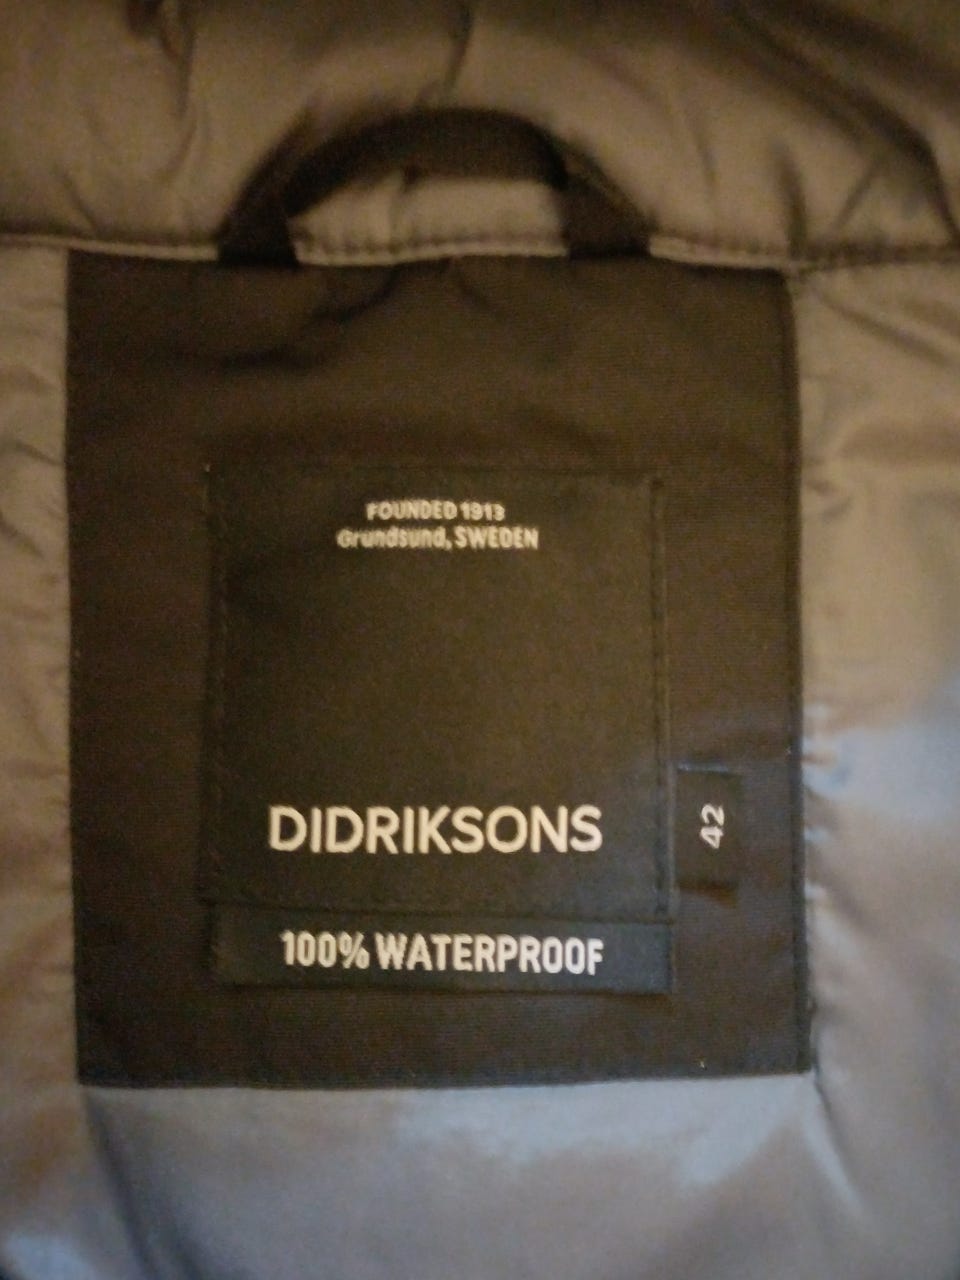 FOUNDED 1913
Grundsund, SWEDEN
DIDRIKSONS
42
100% WATERPROOF